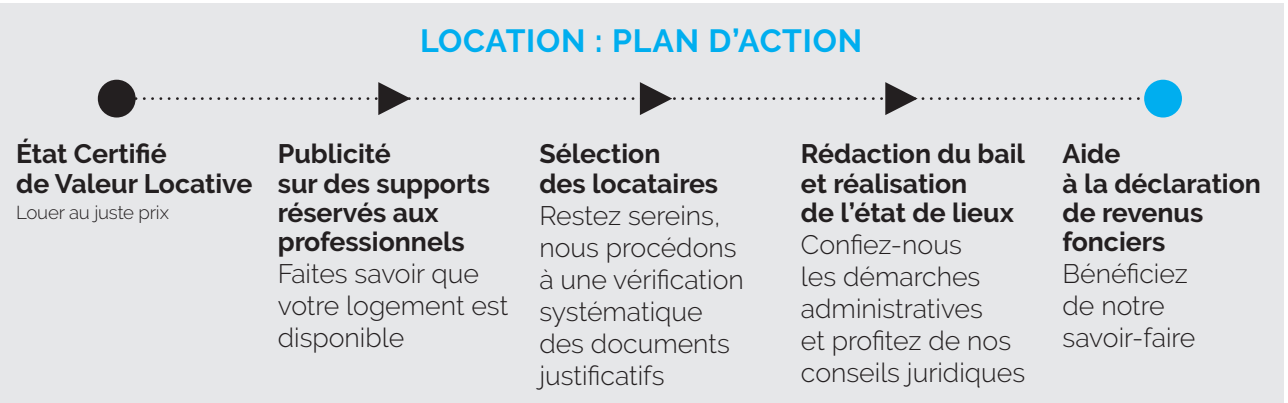 LOCATION : PLAN D’ACTION
État Certifié
de Valeur Locative
Louer au juste prix
Publicité
sur des supports
réservés aux
professionnels
Faites savoir que
votre logement est
disponible
Sélection
des locataires
Restez sereins,
nous procédons
à une vérification
systématique
des documents
justificatifs
Rédaction du bail
et réalisation
de l’état de lieux
Confiez-nous
les démarches
administratives
et profitez de nos
conseils juridiques
Aide
à la déclaration
de revenus
fonciers
Bénéficiez
de notre
savoir-faire